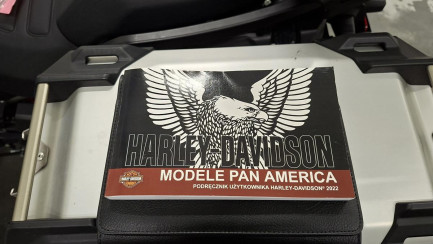 HARLEY-DAVIDSON
MODELE PAN AMERICA
PODRĘCZNIK UŻYTKOWNIKA HARLEY-DAVIDSON® 2022